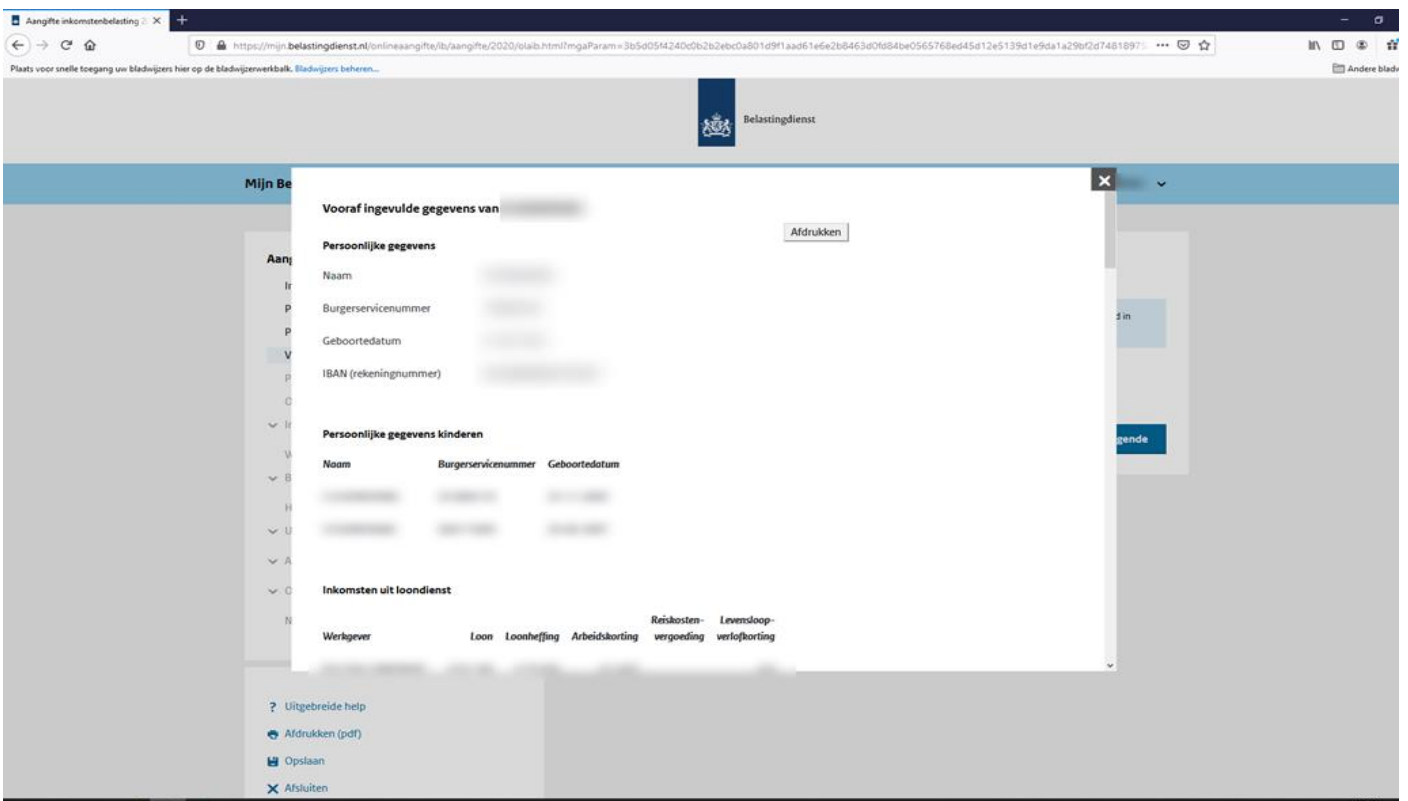 Aangifte inkomstenbelasting 2
https://mijn.belastingdienst.nl/onlineaangifte/ib/aangifte/2020/olaib.html?mgaParam=
Plaats voor snelle toegang uw bladwijzers hier op de bladwijzerwerkbalk. Bladwijzers beheren...
Andere bladw
Belastingdienst
Mijn Be
Vooraf ingevulde gegevens van
Afdrukken
Persoonlijke gegevens
Aang
Naam
Ir
P
Burgerservicenummer
d in
P
Geboortedatum
V
IBAN (rekeningnummer)
P
O
In
Persoonlijke gegevens kinderen
gende
W
Naam Burgerservicenummer Geboortedatum
B
H
U
A
Inkomsten uit loondienst
O
N
Werkgever Loon Loonheffing Arbeidskorting Reiskosten-vergoeding Levensloop-verlofkorting
? Uitgebreide help
Afdrukken (pdf)
Opslaan
Afsluiten